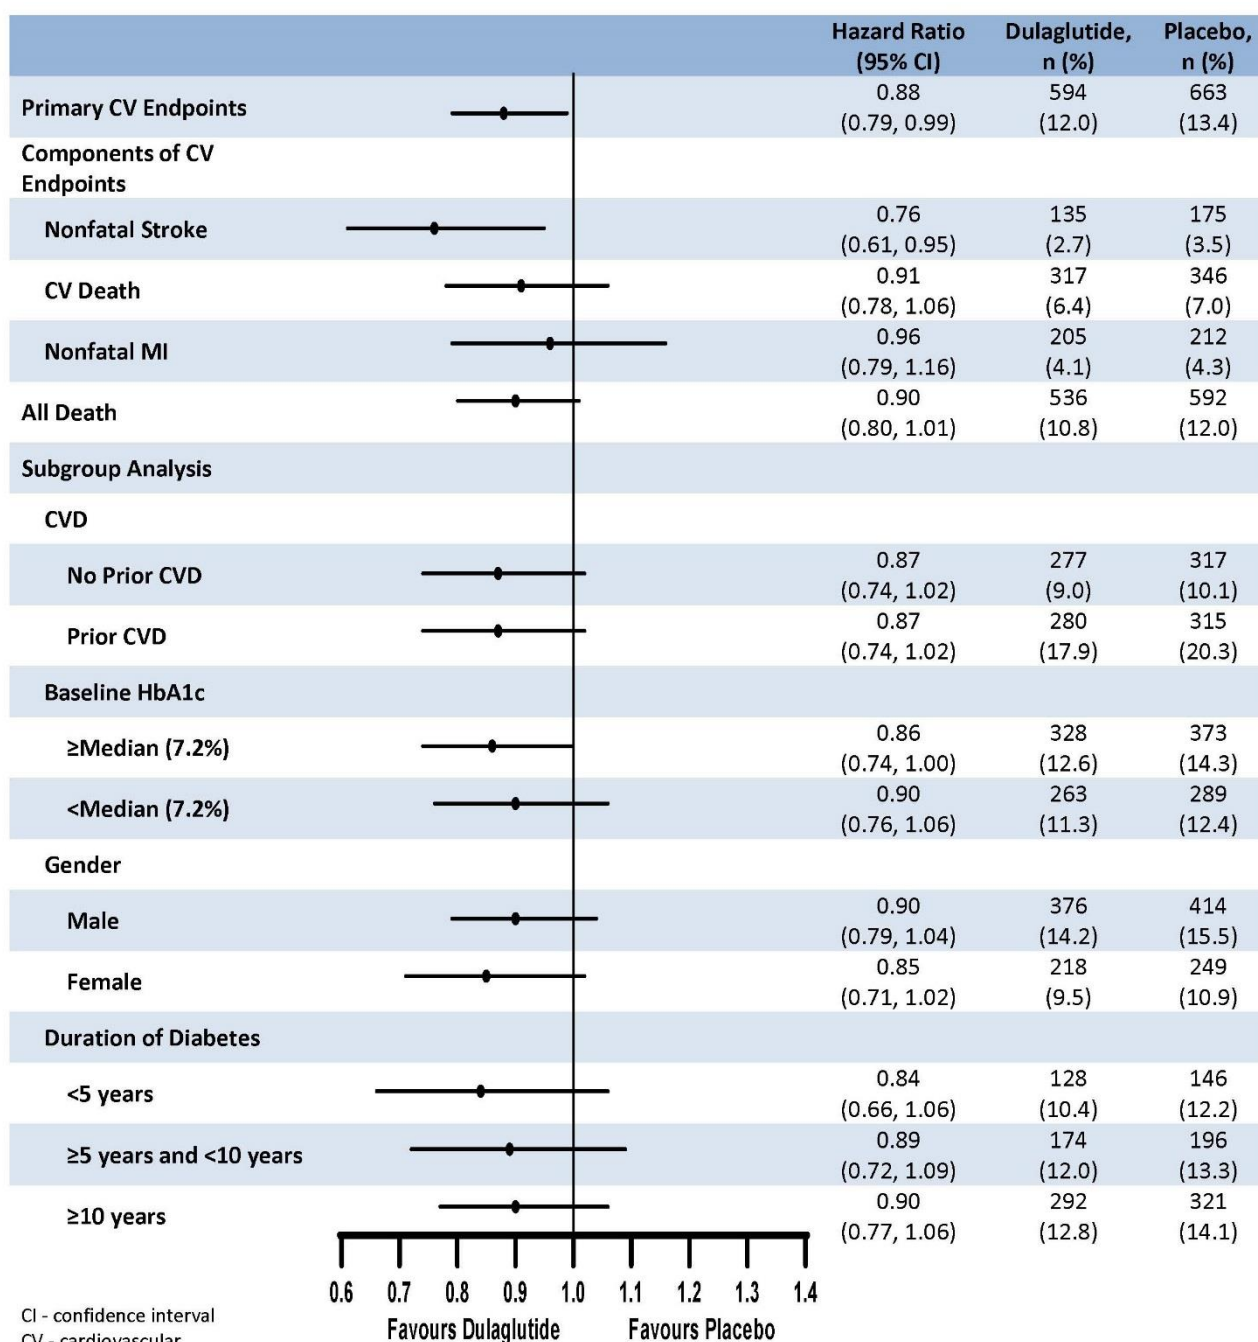 Hazard Ratio Dulaglutide, Placebo,
(95% CI) n (%) n (%)
Primary CV Endpoints 0.88 594 663
(0.79, 0.99) (12.0) (13.4)
Components of CV
Endpoints
Nonfatal Stroke 0.76 135 175
(0.61, 0.95) (2.7) (3.5)
CV Death 0.91 317 346
(0.78, 1.06) (6.4) (7.0)
Nonfatal MI 0.96 205 212
(0.79, 1.16) (4.1) (4.3)
All Death 0.90 536 592
(0.80, 1.01) (10.8) (12.0)
Subgroup Analysis
CVD
No Prior CVD 0.87 277 317
(0.74, 1.02) (9.0) (10.1)
Prior CVD 0.87 280 315
(0.74, 1.02) (17.9) (20.3)
Baseline HbA1c
≥Median (7.2%) 0.86 328 373
(0.74, 1.00) (12.6) (14.3)
<Median (7.2%) 0.90 263 289
(0.76, 1.06) (11.3) (12.4)
Gender
Male 0.90 376 414
(0.79, 1.04) (14.2) (15.5)
Female 0.85 218 249
(0.71, 1.02) (9.5) (10.9)
Duration of Diabetes
<5 years 0.84 128 146
(0.66, 1.06) (10.4) (12.2)
≥5 years and <10 years 0.89 174 196
(0.72, 1.09) (12.0) (13.3)
≥10 years 0.90 292 321
(0.77, 1.06) (12.8) (14.1)
0.6 0.7 0.8 0.9 1.0 1.1 1.2 1.3 1.4
Favours Dulaglutide Favours Placebo
CI - confidence interval
CV - cardiovascular